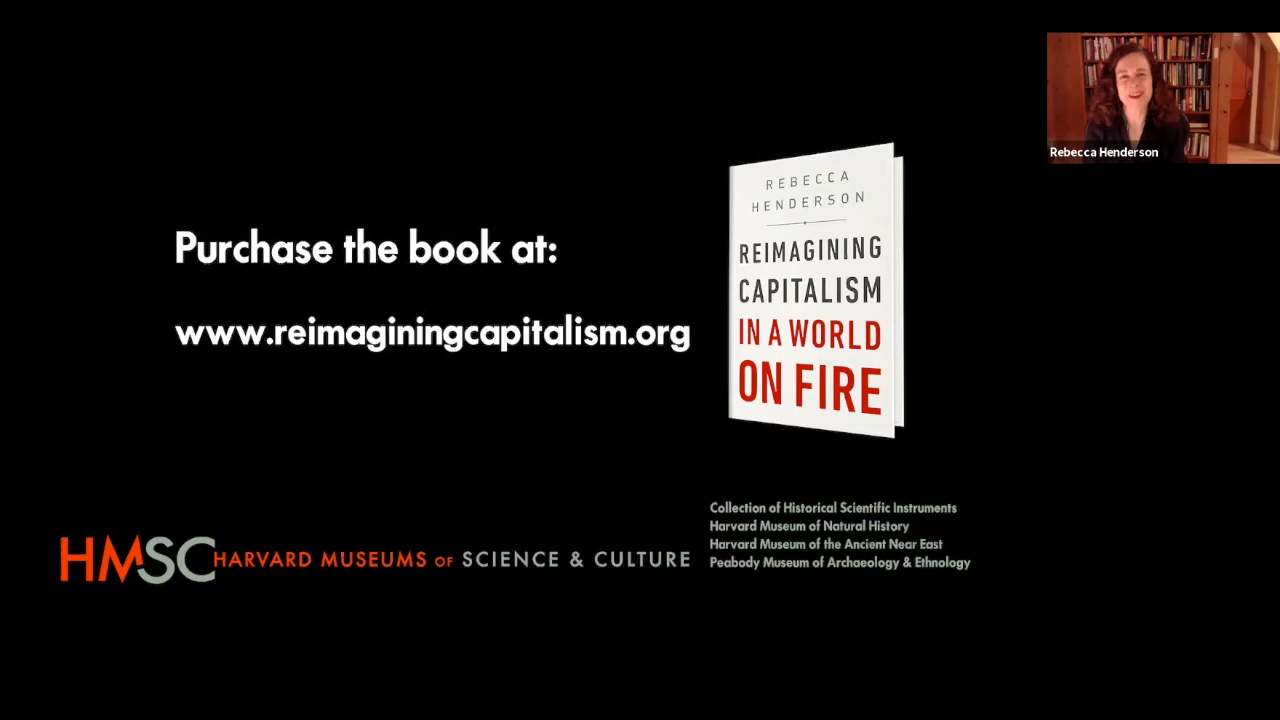 Rebecca Henderson
REBECCA
HENDERSON
REIMAGINING
CAPITALISM
IN A WORLD
ON FIRE
Purchase the book at:
www.reimaginingcapitalism.org
HMSC HARVARD MUSEUMS OF SCIENCE & CULTURE
Collection of Historical Scientific Instruments
Harvard Museum of Natural History
Harvard Museum of the Ancient Near East
Peabody Museum of Archaeology & Ethnology